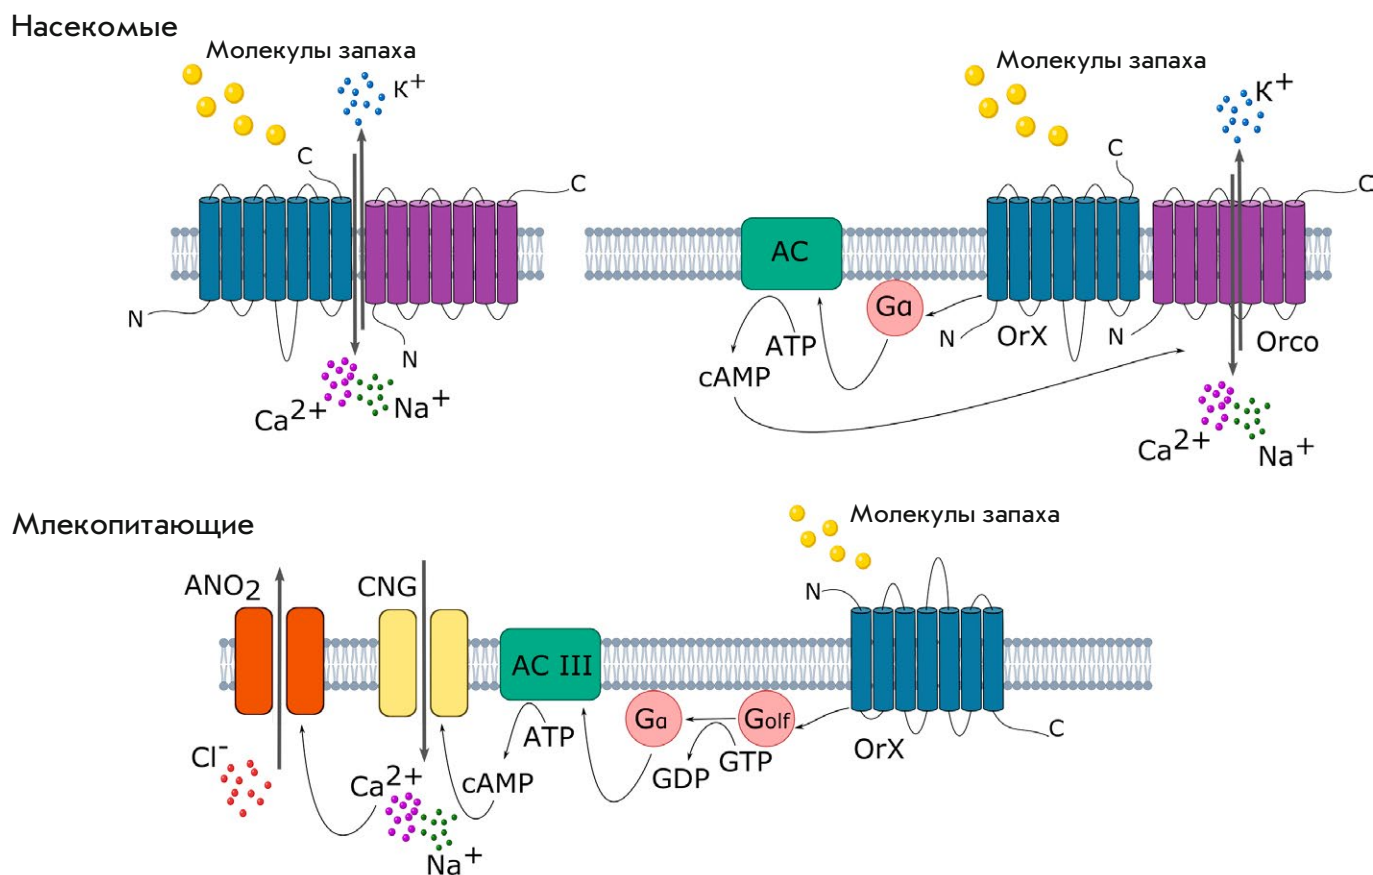 Насекомые
Молекулы запаха
K+
C
C
N
N
Ca2+
Na+
Молекулы запаха
K+
C
C
AC
Gα
N
OrX
N
Orco
ATP
cAMP
Ca2+
Na+
Млекопитающие
Молекулы запаха
ANO2
CNG
N
AC III
Gα
Golf
C
OrX
ATP
GTP
GDP
Cl-
Ca2+
cAMP
Na+